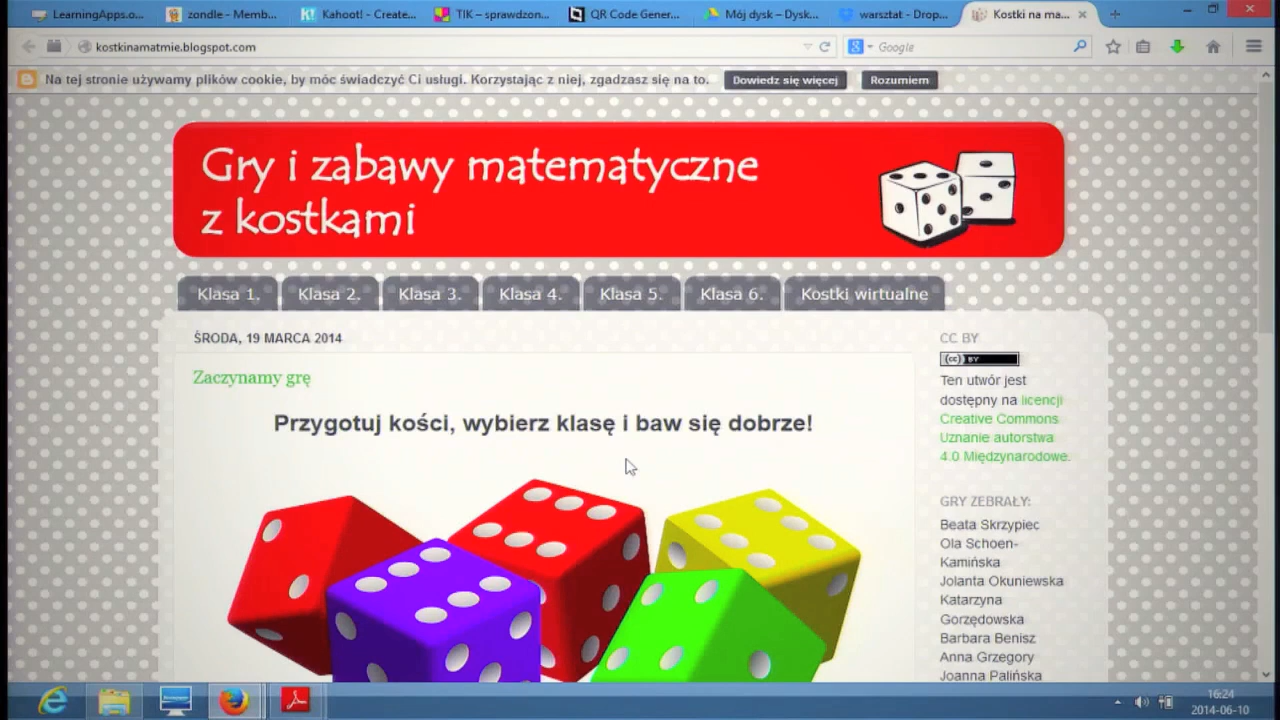 LearningApps.o...
zondle - Memb...
Kahoot! - Create...
TIK – sprawdzon...
QR Code Gener...
Mój dysk – Dysk...
warsztat - Drop...
Kostki na ma...
kostkinamatmie.blogspot.com
Google
Na tej stronie używamy plików cookie, by móc świadczyć Ci usługi. Korzystając z niej, zgadzasz się na to.
Dowiedz się więcej
Rozumiem
Gry i zabawy matematyczne
z kostkami
Klasa 1.
Klasa 2.
Klasa 3.
Klasa 4.
Klasa 5.
Klasa 6.
Kostki wirtualne
ŚRODA, 19 MARCA 2014
Zaczynamy grę
Przygotuj kości, wybierz klasę i baw się dobrze!
CC BY
(cc) BY
Ten utwór jest
dostępny na licencji
Creative Commons
Uznanie autorstwa
4.0 Międzynarodowe.
GRY ZEBRAŁY:
Beata Skrzypiec
Ola Schoen-
Kamińska
Jolanta Okuniewska
Katarzyna
Gorzędowska
Barbara Benisz
Anna Grzegory
Joanna Palińska
16:24
2014-06-10